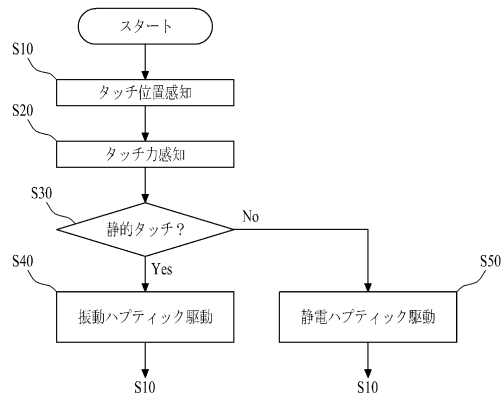 スタート
S10
タッチ位置感知
S20
タッチ力感知
S30
静的タッチ？
No
Yes
S40
振動ハプティック駆動
S50
静電ハプティック駆動
S10
S10